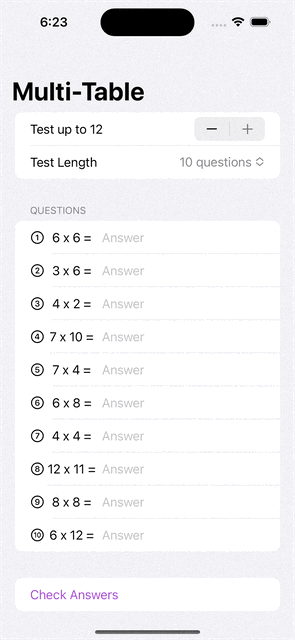 6:23
Multi-Table
Test up to 12 − +
Test Length 10 questions
QUESTIONS
1 6 x 6 = Answer
2 3 x 6 = Answer
3 4 x 2 = Answer
4 7 x 10 = Answer
5 7 x 4 = Answer
6 6 x 8 = Answer
7 4 x 4 = Answer
8 12 x 11 = Answer
9 8 x 8 = Answer
10 6 x 12 = Answer
Check Answers